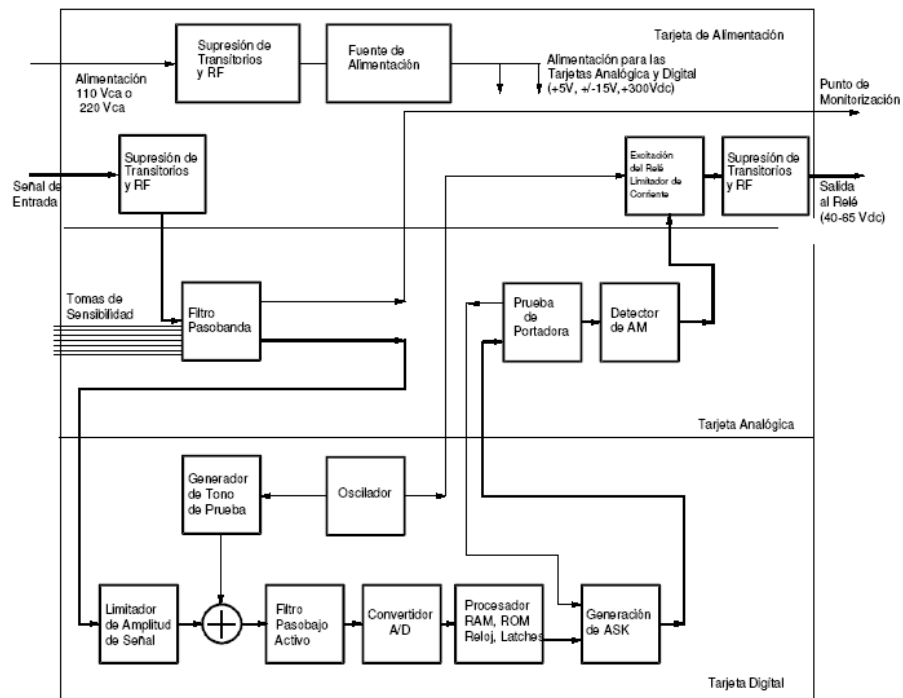 Tarjeta de Alimentación
Supresión de
Transitorios
y RF
Fuente de
Alimentación
Alimentación para las
Tarjetas Analógica y Digital
(+5V, +/-15V,+300Vdc)
Alimentación
110 Vca o
220 Vca
Punto de
Monitorización
Supresión de
Transitorios
y RF
Señal de
Entrada
Excitación
del Relé
Limitador de
Corriente
Supresión de
Transitorios
y RF
Salida
al Relé
(40-65 Vdc)
Tomas de
Sensibilidad
Filtro
Pasobanda
Prueba
de
Portadora
Detector
de AM
Tarjeta Analógica
Generador
de Tono
de Prueba
Oscilador
Limitador
de Amplitud
de Señal
Filtro
Pasobajo
Activo
Convertidor
A/D
Procesador
RAM, ROM
Reloj, Latches
Generación
de ASK
Tarjeta Digital